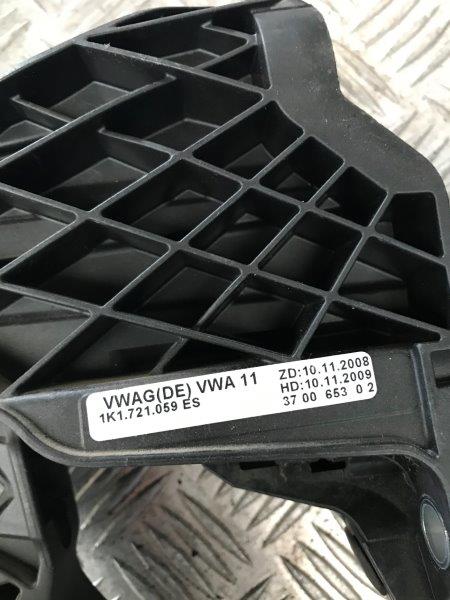 VWAG(DE) VWA 11
1K1.721.059 ES
ZD:10.11.2008
HD:10.11.2009
37 00 653 0 2